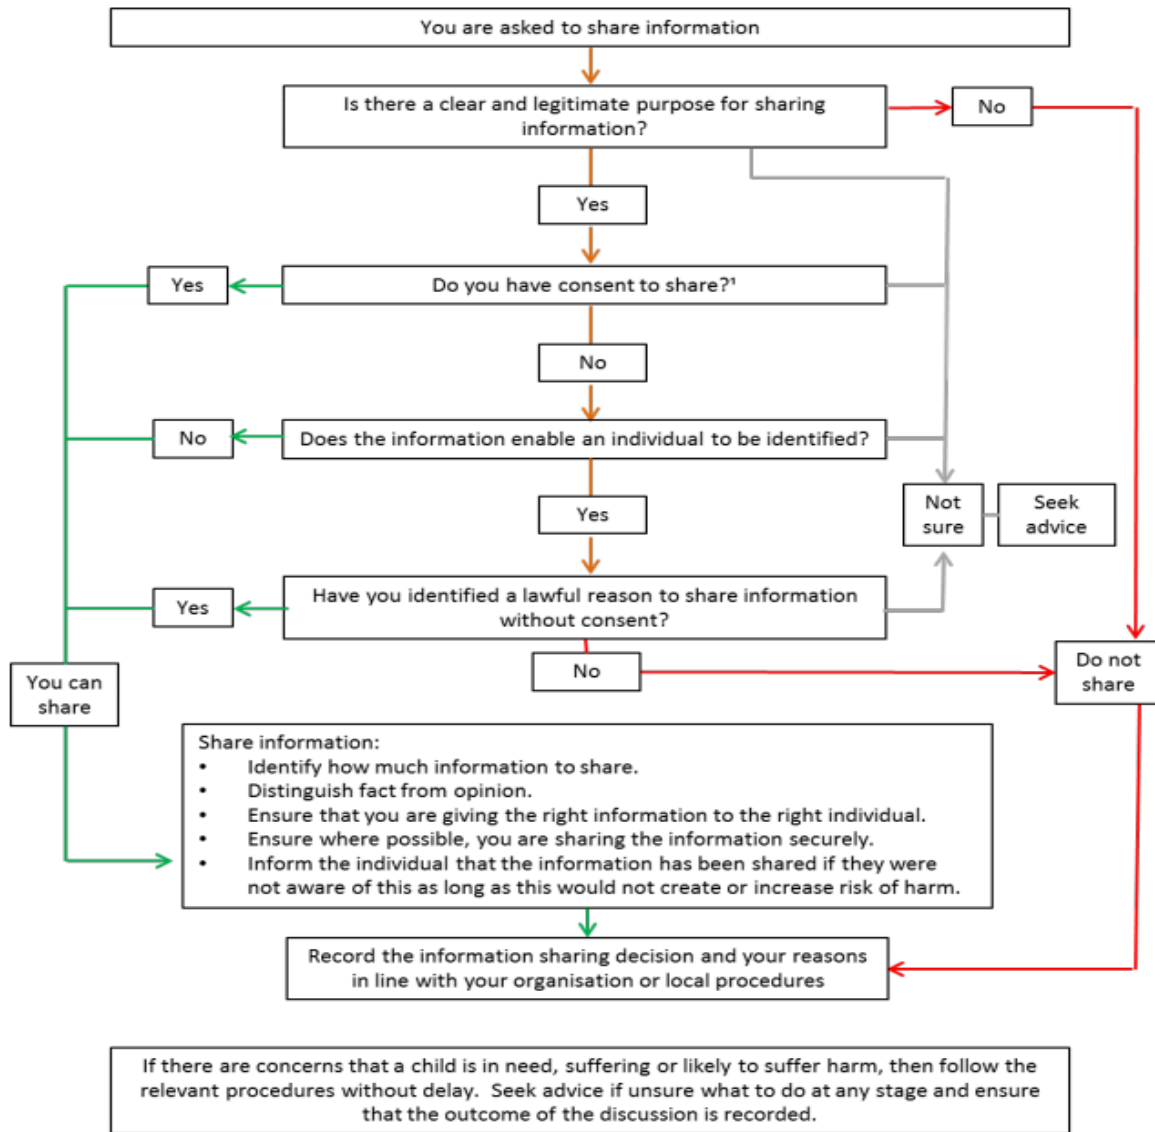 You are asked to share information
Is there a clear and legitimate purpose for sharing
information?
No
Yes
Yes
Do you have consent to share?¹
No
No
Does the information enable an individual to be identified?
Yes
Not
sure
Seek
advice
Yes
Have you identified a lawful reason to share information
without consent?
No
Do not
share
You can
share
Share information:
• Identify how much information to share.
• Distinguish fact from opinion.
• Ensure that you are giving the right information to the right individual.
• Ensure where possible, you are sharing the information securely.
• Inform the individual that the information has been shared if they were
not aware of this as long as this would not create or increase risk of harm.
Record the information sharing decision and your reasons
in line with your organisation or local procedures
If there are concerns that a child is in need, suffering or likely to suffer harm, then follow the
relevant procedures without delay.  Seek advice if unsure what to do at any stage and ensure
that the outcome of the discussion is recorded.